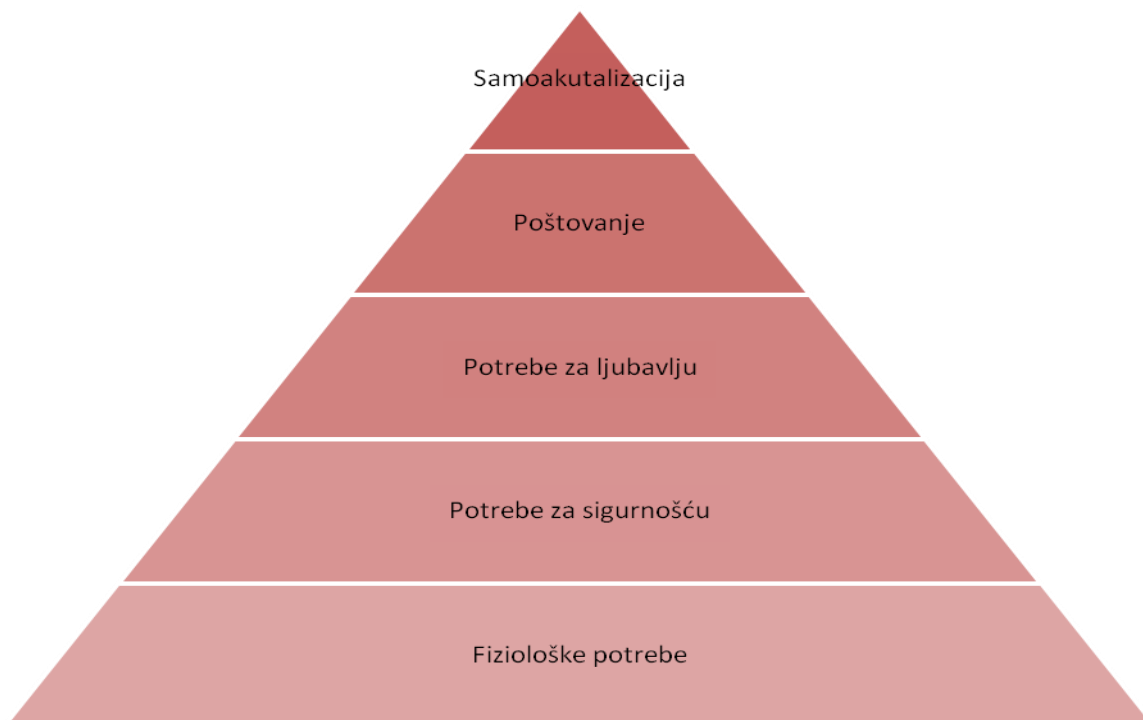 Samoakutalizacija
Poštovanje
Potrebe za ljubavlju
Potrebe za sigurnošću
Fiziološke potrebe